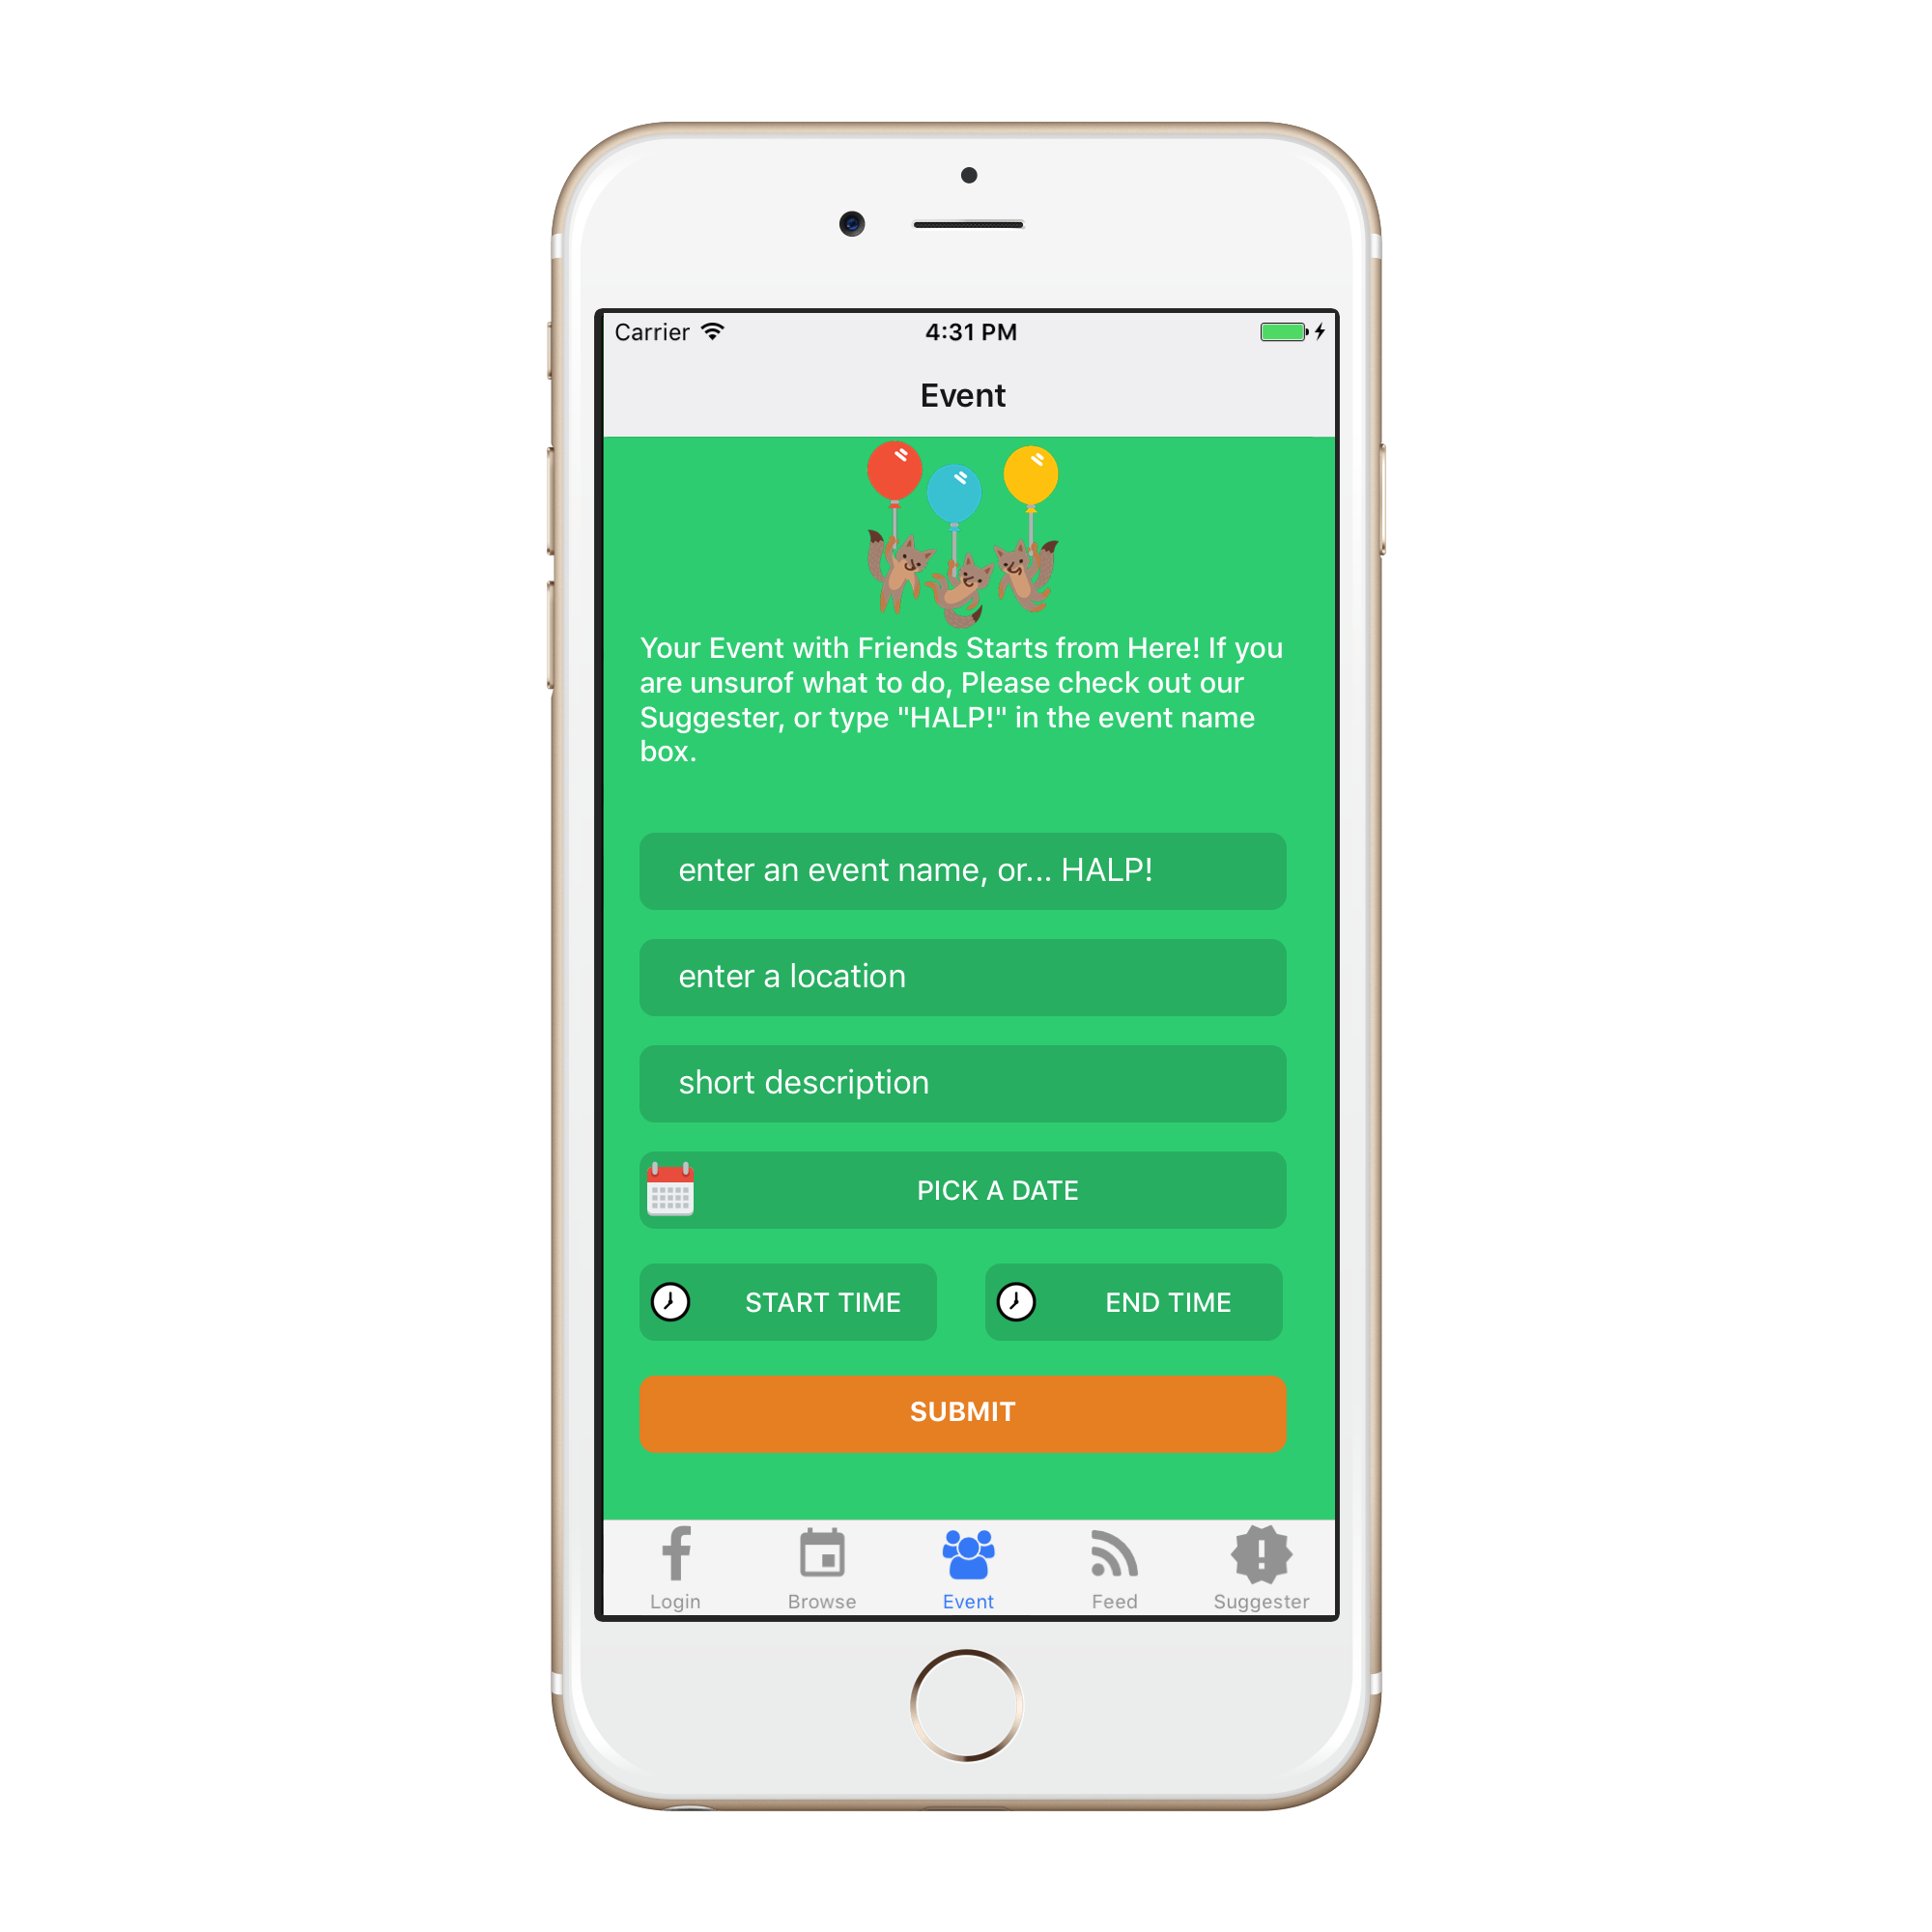 Carrier 4:31 PM
Event
Your Event with Friends Starts from Here! If you
are unsurof what to do, Please check out our
Suggester, or type "HALP!" in the event name
box.
enter an event name, or... HALP!
enter a location
short description
PICK A DATE
START TIME END TIME
SUBMIT
Login Browse Event Feed Suggester